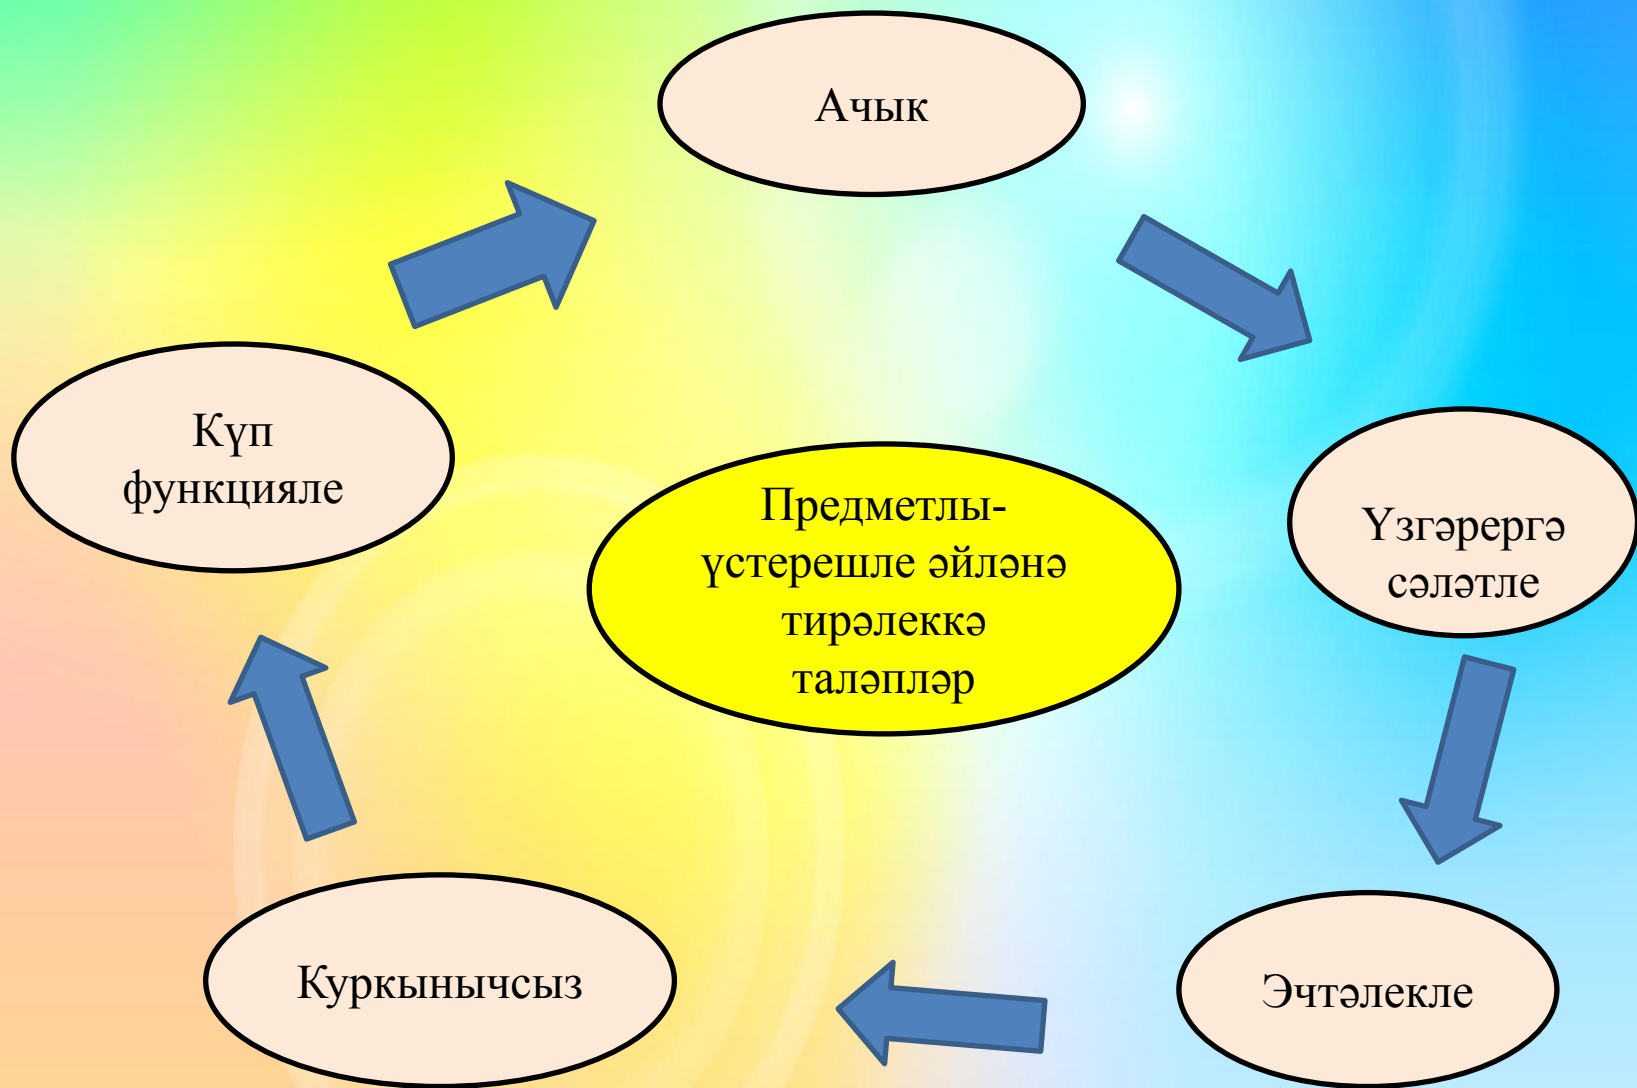 Ачык
Күп
функцияле
Предметлы-
үстерешле әйләнә
тирәлеккә
таләпләр
Үзгәрергә
сәләтле
Куркынычсыз
Эчтәлекле